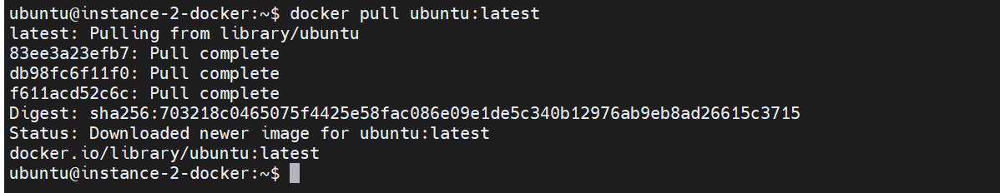 ubuntu@instance-2-docker:~$ docker pull ubuntu:latest
latest: Pulling from library/ubuntu
83ee3a23efb7: Pull complete
db98fc6f11f0: Pull complete
f611acd52c6c: Pull complete
Digest: sha256:703218c0465075f4425e58fac086e09e1de5c340b12976ab9eb8ad26615c3715
Status: Downloaded newer image for ubuntu:latest
docker.io/library/ubuntu:latest
ubuntu@instance-2-docker:~$